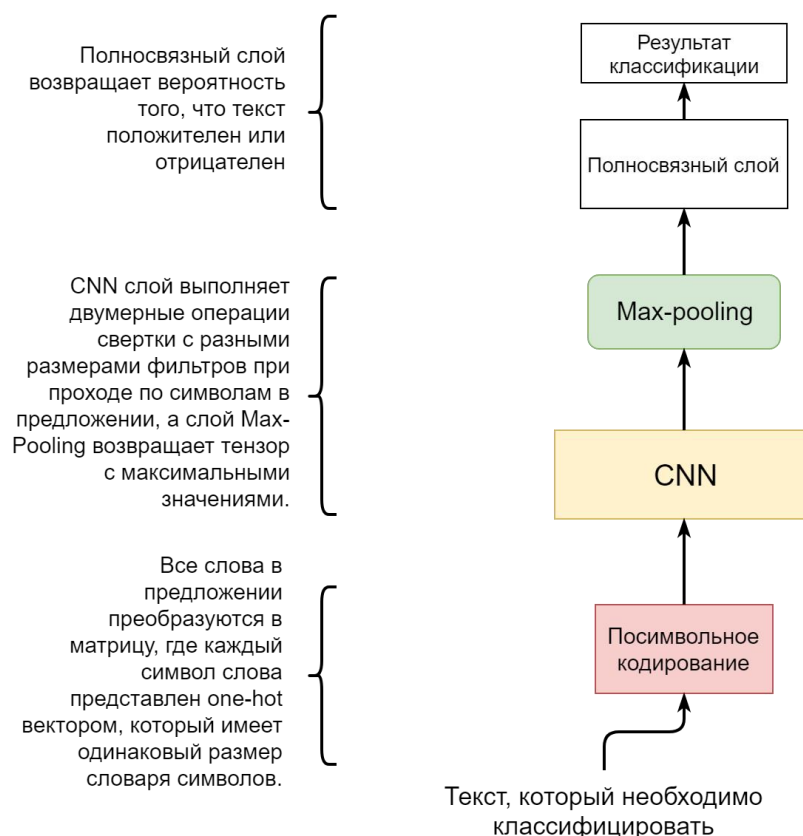 Полносвязный слой
возвращает вероятность
того, что текст
положителен или
отрицателен
Результат
классификации
Полносвязный слой
CNN слой выполняет
двумерные операции
свертки с разными
размерами фильтров при
проходе по символам в
предложении, а слой Max-
Pooling возвращает тензор
с максимальными
значениями.
Max-pooling
CNN
Все слова в
предложении
преобразуются в
матрицу, где каждый
символ слова
представлен one-hot
вектором, который имеет
одинаковый размер
словаря символов.
Посимвольное
кодирование
Текст, который необходимо
классифицировать